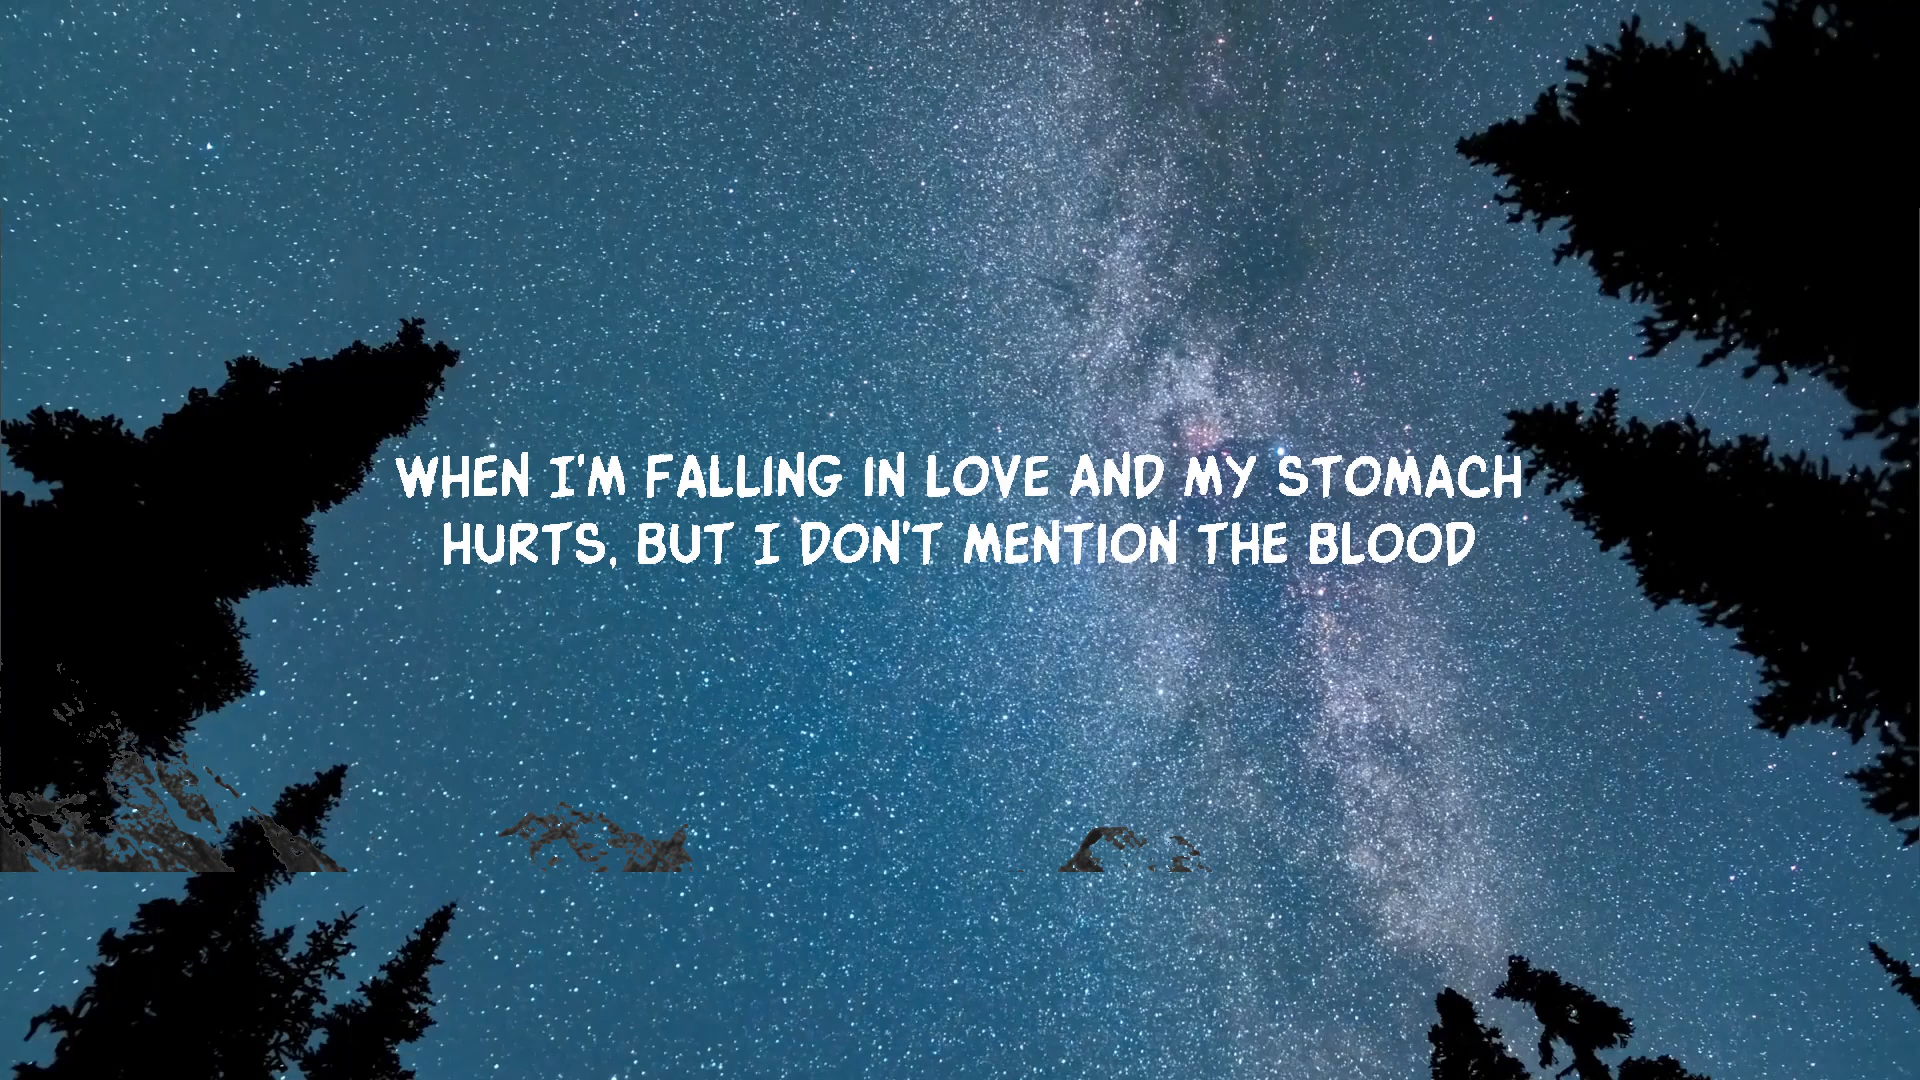 WHEN I'M FALLING IN LOVE AND MY STOMACH
HURTS, BUT I DON'T MENTION THE BLOOD